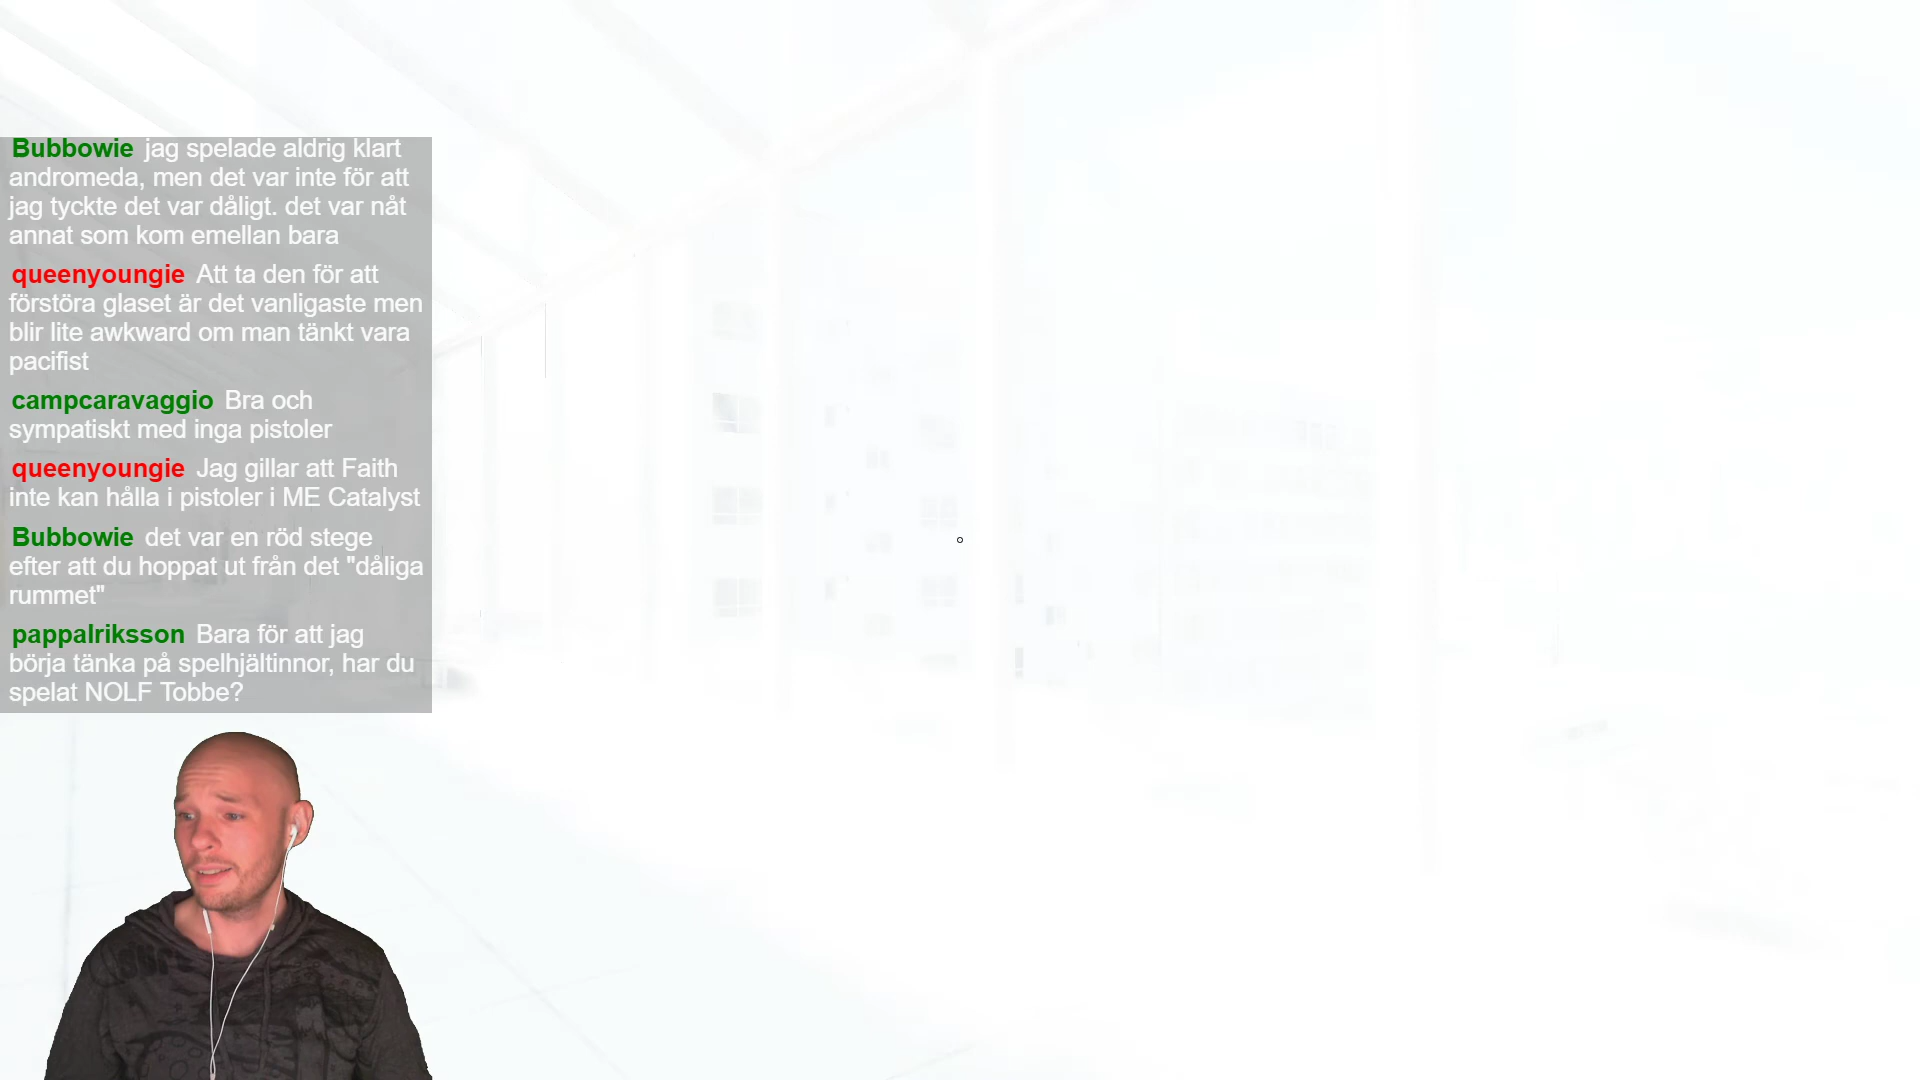 Bubbowie jag spelade aldrig klart
andromeda, men det var inte för att
jag tyckte det var dåligt. det var nåt
annat som kom emellan bara
queenyoungie Att ta den för att
förstöra glaset är det vanligaste men
blir lite awkward om man tänkt vara
pacifist
campcaravaggio Bra och
sympatiskt med inga pistoler
queenyoungie Jag gillar att Faith
inte kan hålla i pistoler i ME Catalyst
Bubbowie det var en röd stege
efter att du hoppat ut från det "dåliga
rummet"
pappalriksson Bara för att jag
börja tänka på spelhjältinnor, har du
spelat NOLF Tobbe?